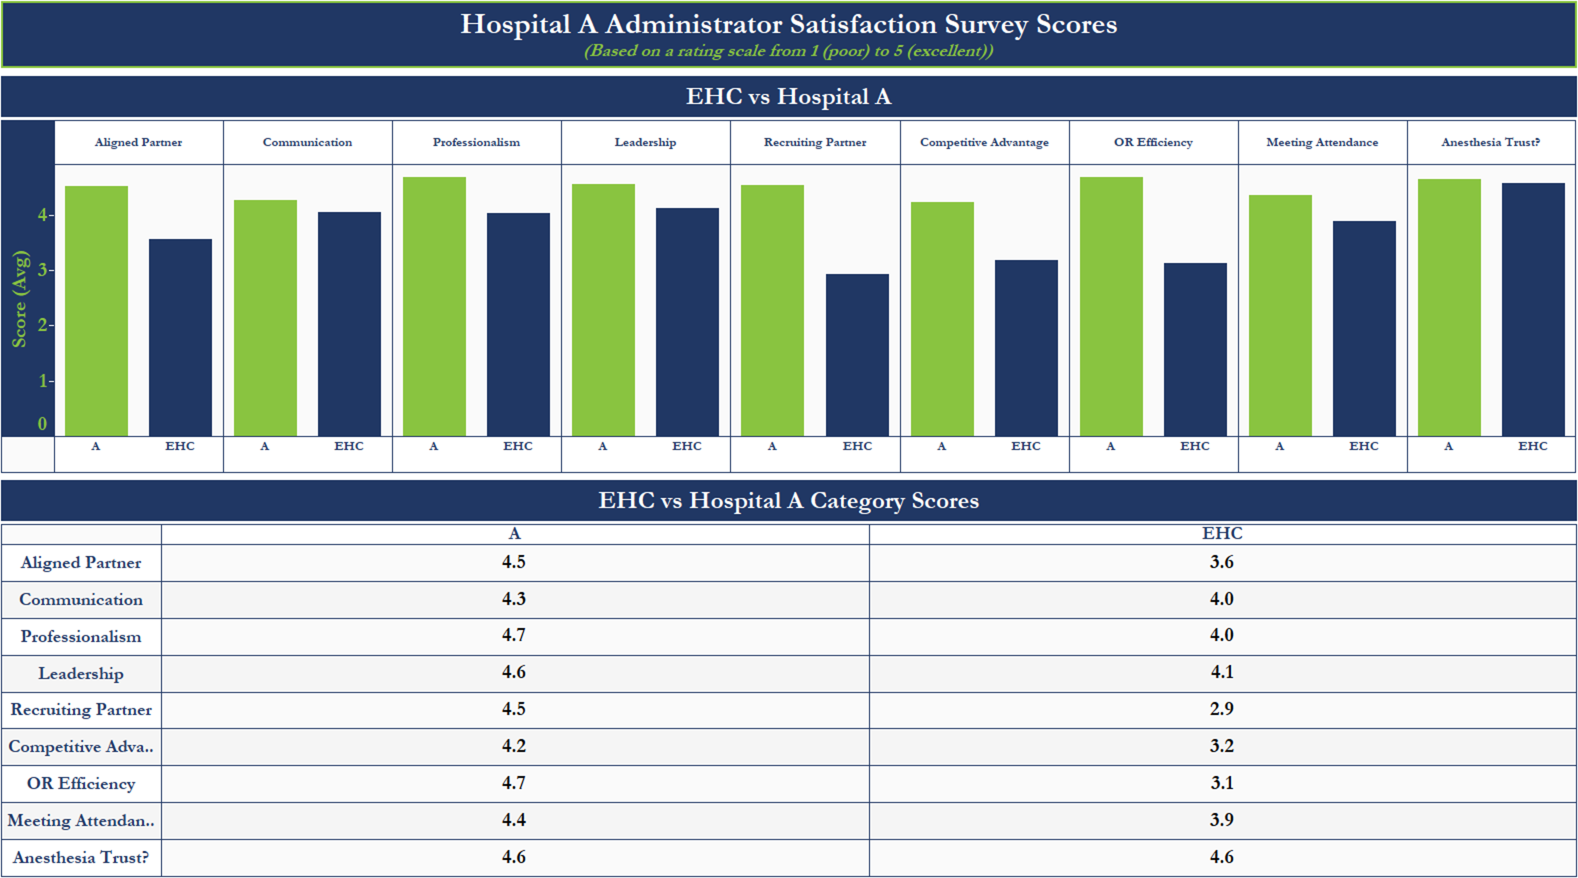 Hospital A Administrator Satisfaction Survey Scores
(Based on a rating scale from 1 (poor) to 5 (excellent))
EHC vs Hospital A
Aligned Partner Communication Professionalism Leadership Recruiting Partner Competitive Advantage OR Efficiency Meeting Attendance Anesthesia Trust?
Score (Avg)
4
3
2
1
0
A EHC A EHC A EHC A EHC A EHC A EHC A EHC A EHC A EHC
EHC vs Hospital A Category Scores
A EHC
Aligned Partner 4.5 3.6
Communication 4.3 4.0
Professionalism 4.7 4.0
Leadership 4.6 4.1
Recruiting Partner 4.5 2.9
Competitive Adva.. 4.2 3.2
OR Efficiency 4.7 3.1
Meeting Attendan.. 4.4 3.9
Anesthesia Trust? 4.6 4.6